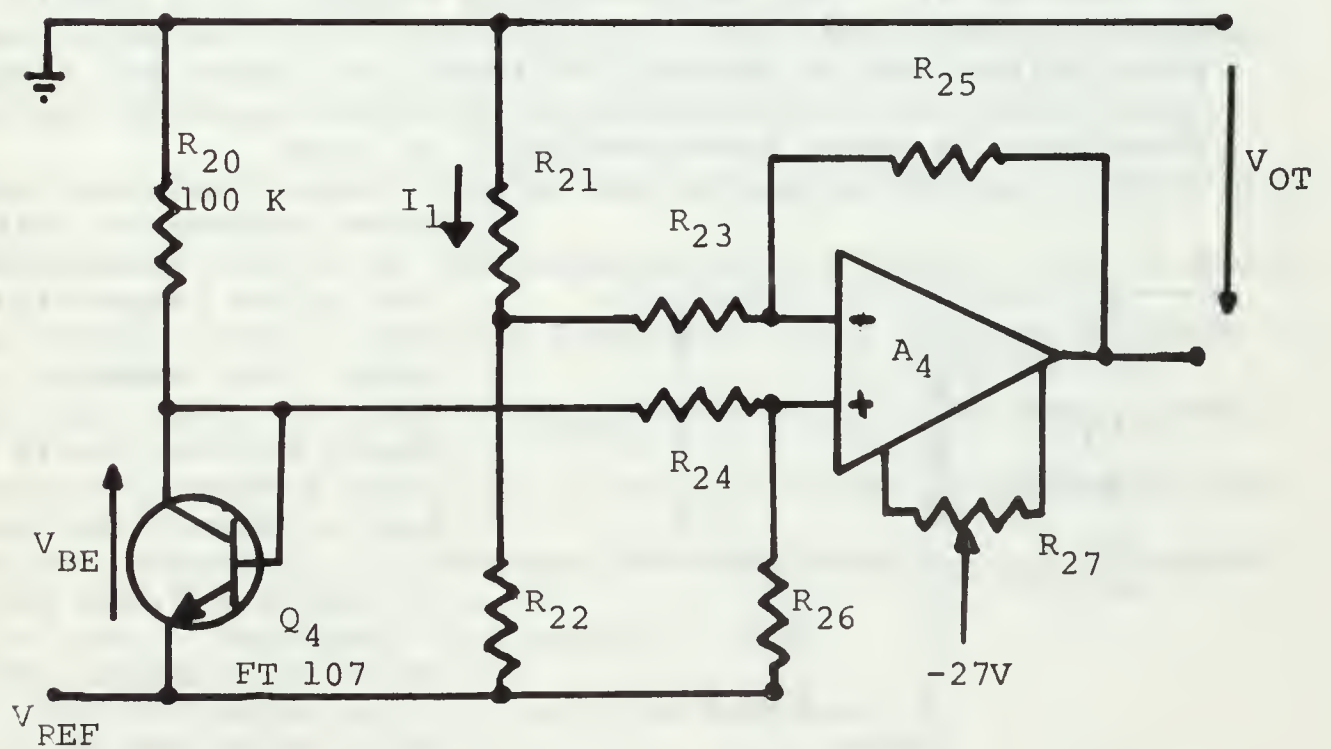 R25
R20
100 K
R21
VOT
I1
R23
A4
+
R24
VBE
R27
R22
R26
Q4
FT 107
-27V
VREF